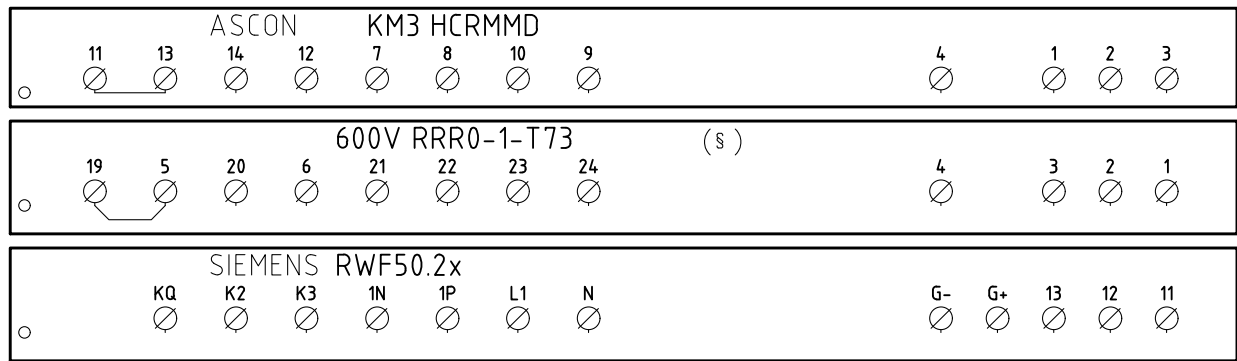 ASCON KM3 HCRMMD
11 13 14 12 7 8 10 9 4 1 2 3
600V RRR0-1-T73 (§)
19 5 20 6 21 22 23 24 4 3 2 1
SIEMENS RWF50.2x
KQ K2 K3 1N 1P L1 N G- G+ 13 12 11